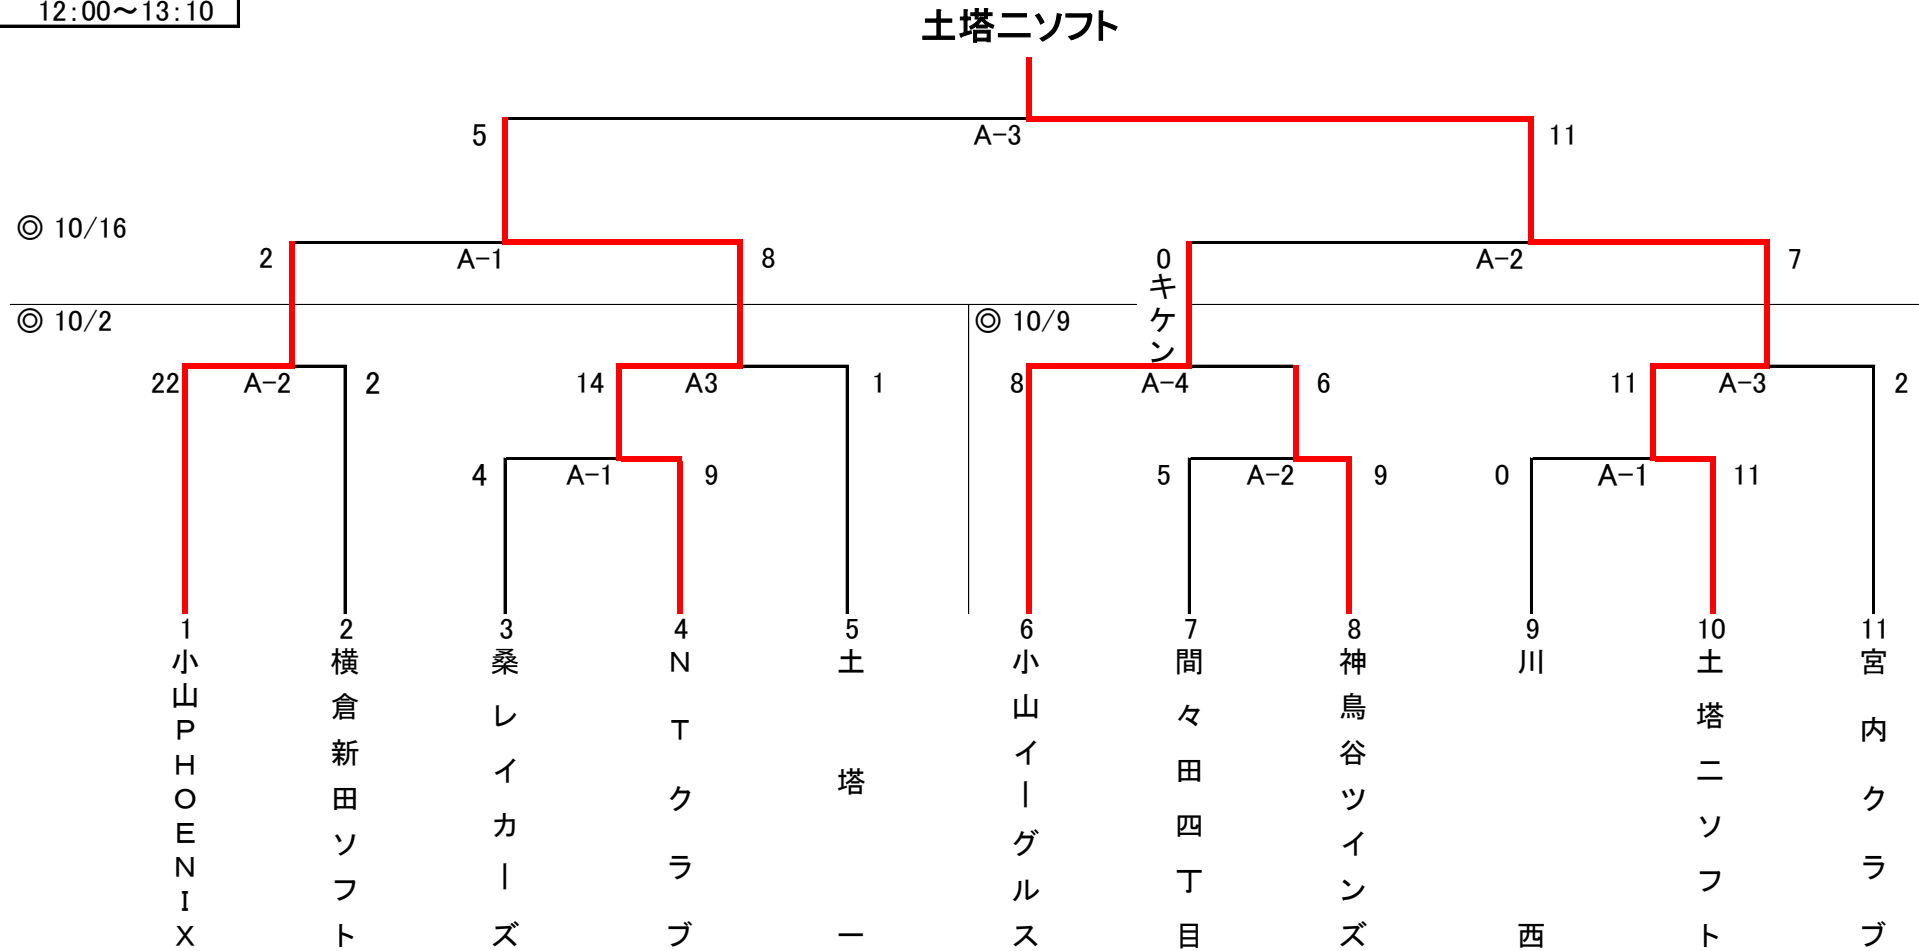 12:00～13:10
土塔二ソフト
5 A-3 11
◎ 10/16
2 A-1 8 0 A-2 7
キケン
◎ 10/2 ◎ 10/9
22 A-2 2 14 A3 1 8 A-4 6 11 A-3 2
4 A-1 9 5 A-2 9 0 A-1 11
1 2 3 4 5 6 7 8 9 10 11
小山PHOENIX
横倉新田ソフト
桑レイカーズ
NTクラブ
土塔一
小山イーグルス
間々田四丁目
神鳥谷ツインズ
川西
土塔二ソフト
宮内クラブ